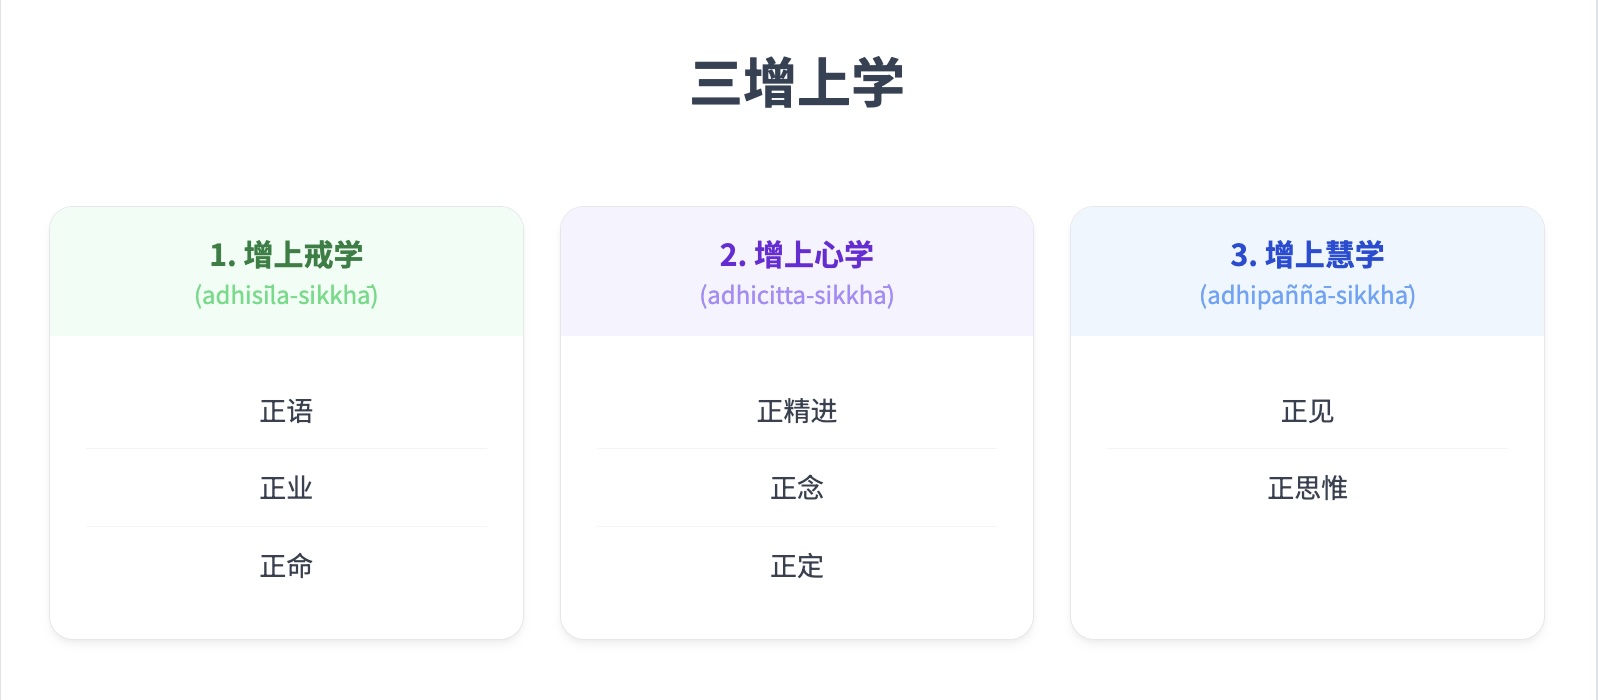 三增上学
1. 增上戒学
(adhisīla-sikkhā)
正语
正业
正命
2. 增上心学
(adhicitta-sikkhā)
正精进
正念
正定
3. 增上慧学
(adhipaññā-sikkhā)
正见
正思惟